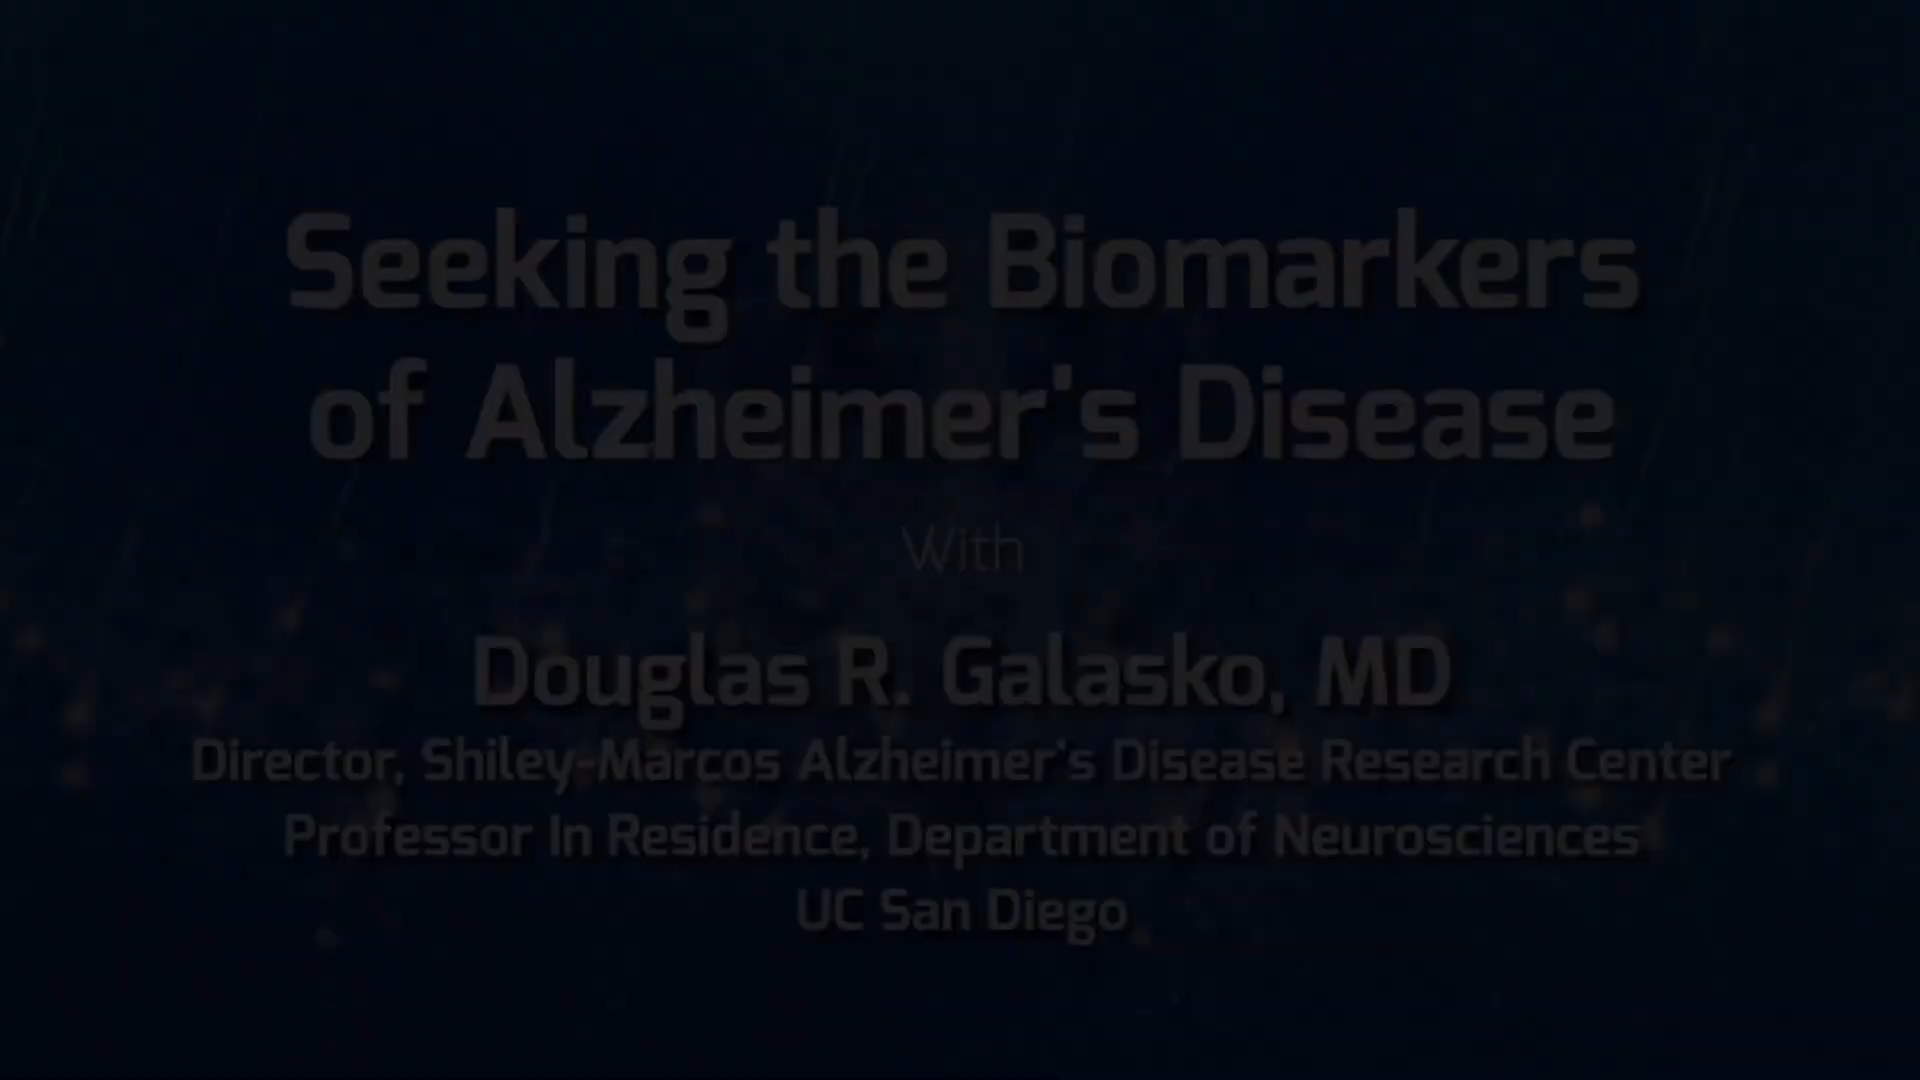 Seeking the Biomarkers
of Alzheimer's Disease
With
Douglas R. Galasko, MD
Director, Shiley-Marcos Alzheimer's Disease Research Center
Professor In Residence, Department of Neurosciences
UC San Diego